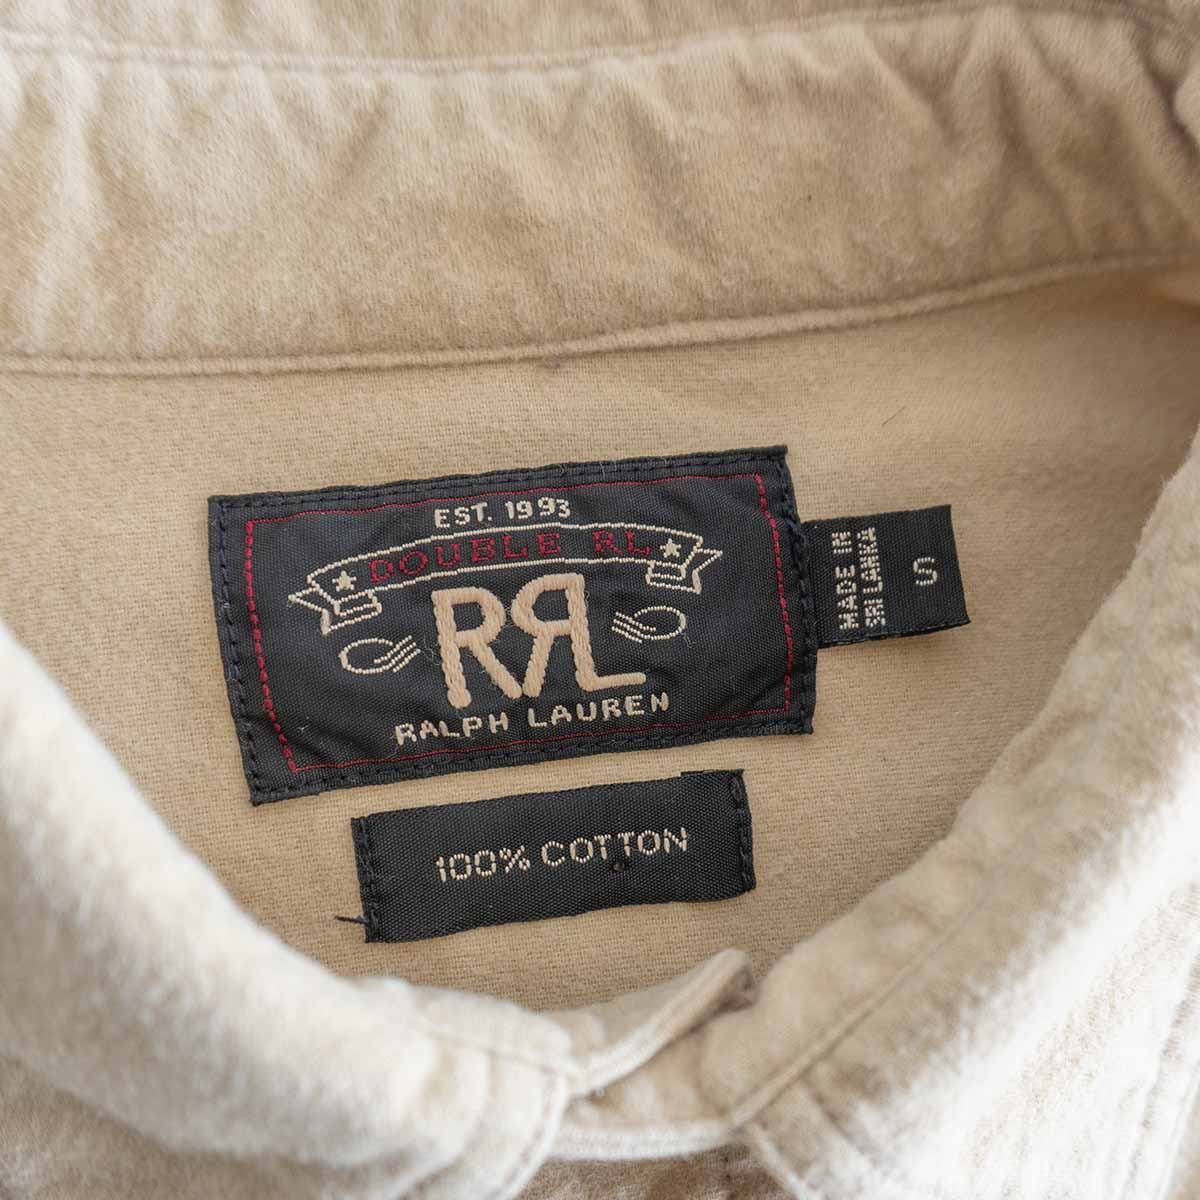 EST. 1993
DOUBLE RL
RRL
RALPH LAUREN
MADE IN
SRI LANKA
S
100% COTTON